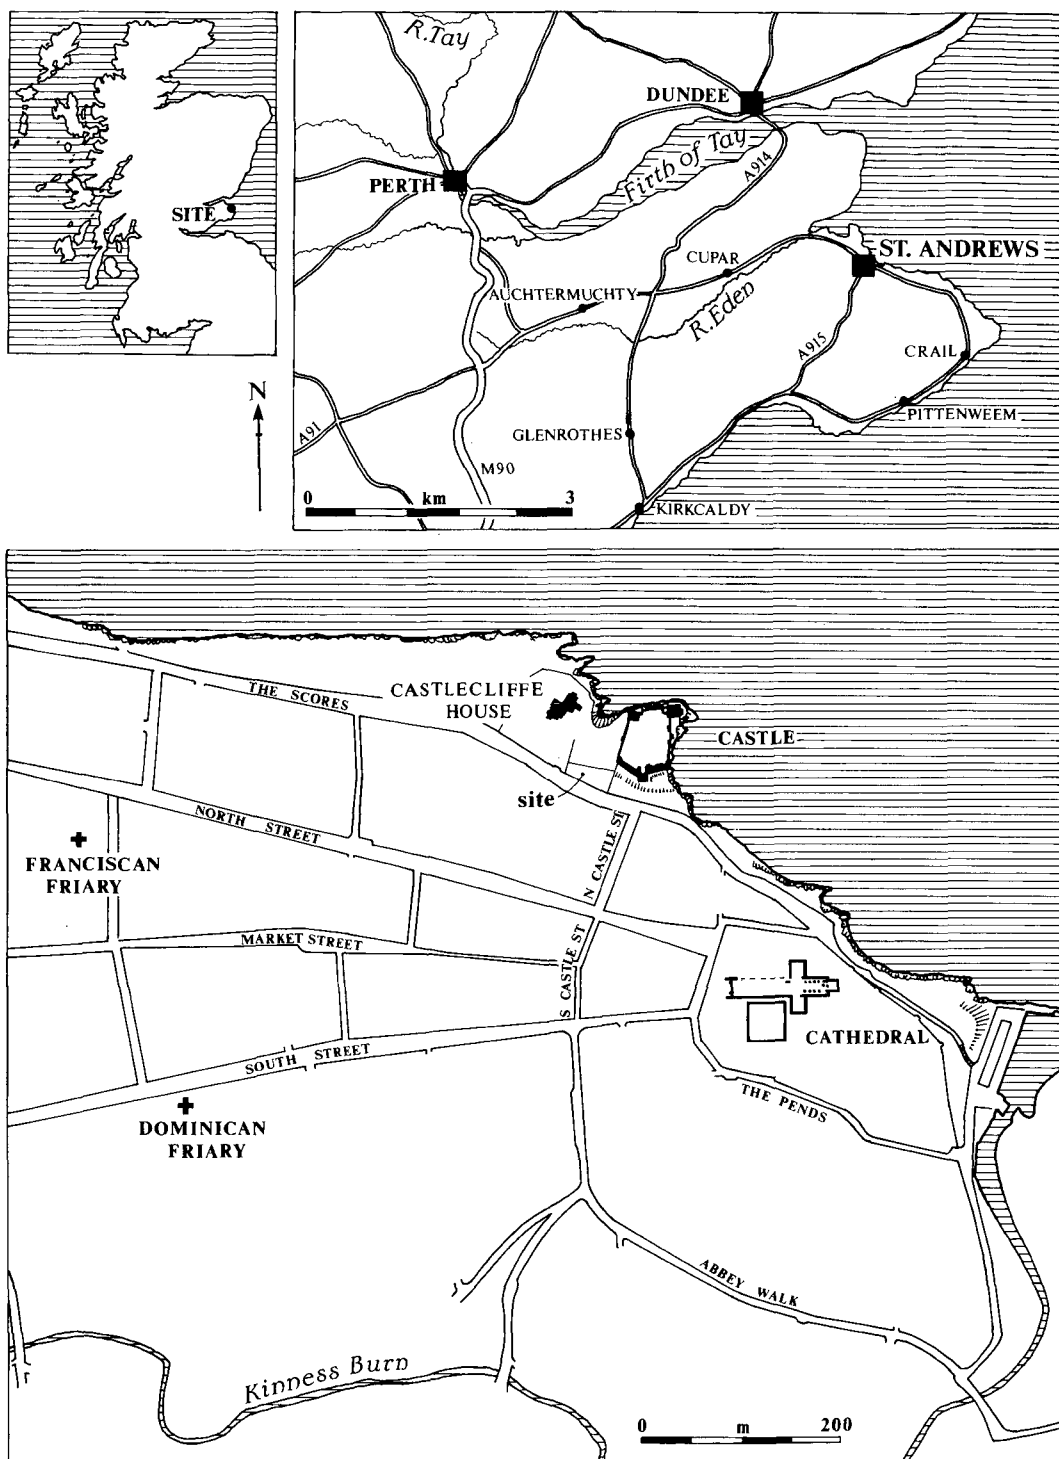 SITE
N
R.Tay
DUNDEE
Firth of Tay
A914
PERTH
ST. ANDREWS
CUPAR
AUCHTERMUCHTY
R.Eden
A915
CRAIL
PITTENWEEM
GLENROTHES
A91
M90
KIRKCALDY
0 km 3
THE SCORES
CASTLECLIFFE
HOUSE
CASTLE
site
NORTH STREET
N CASTLE ST
FRANCISCAN
FRIARY
MARKET STREET
S CASTLE ST
CATHEDRAL
SOUTH STREET
THE PENDS
DOMINICAN
FRIARY
ABBEY WALK
Kinness Burn
0 m 200